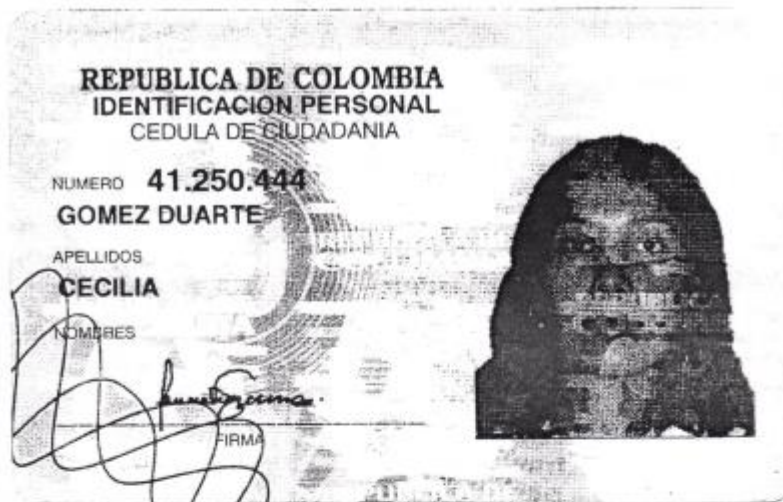 REPUBLICA DE COLOMBIA
IDENTIFICACION PERSONAL
CEDULA DE CIUDADANIA
NUMERO 41.250.444
GOMEZ DUARTE
APELLIDOS
CECILIA
NOMBRES
FIRMA